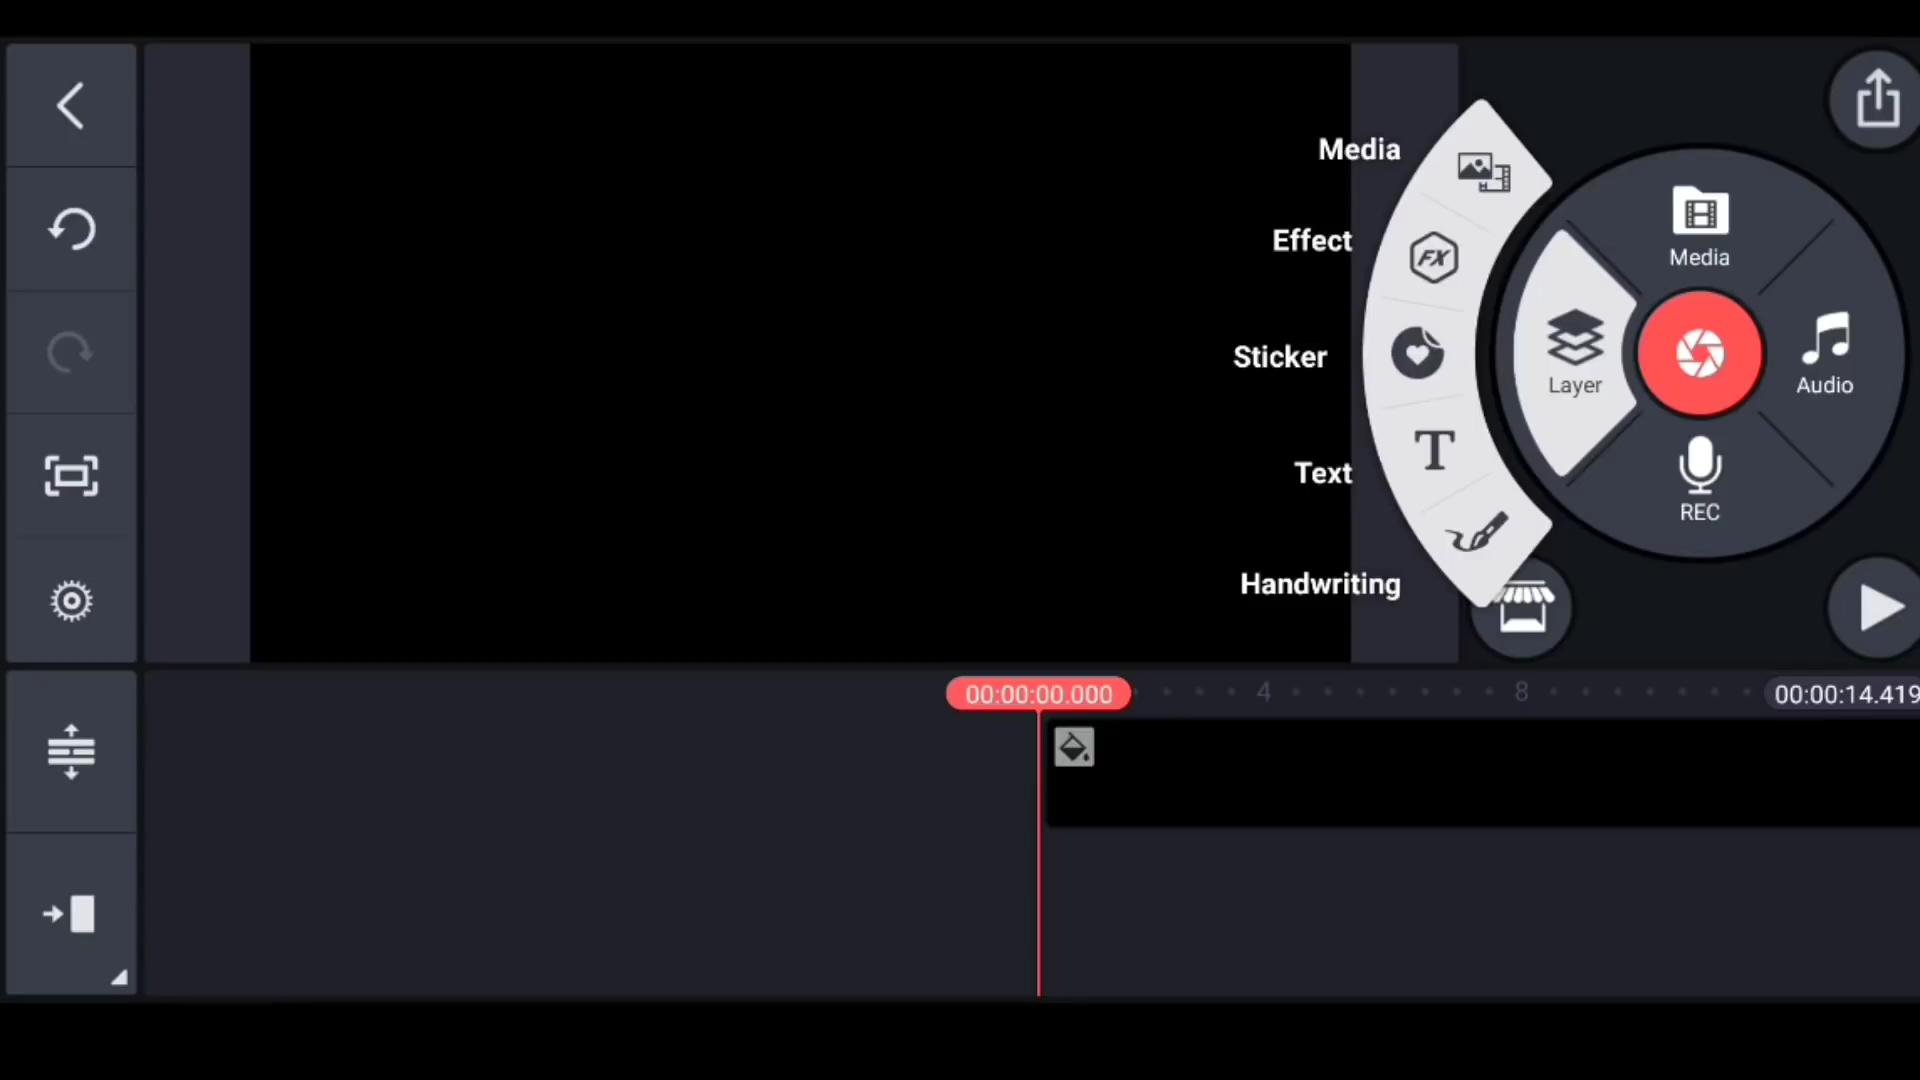 Media
Effect
Sticker
Text
Handwriting
Media
Layer
Audio
REC
FX
00:00:00.000
4
8
00:00:14.419